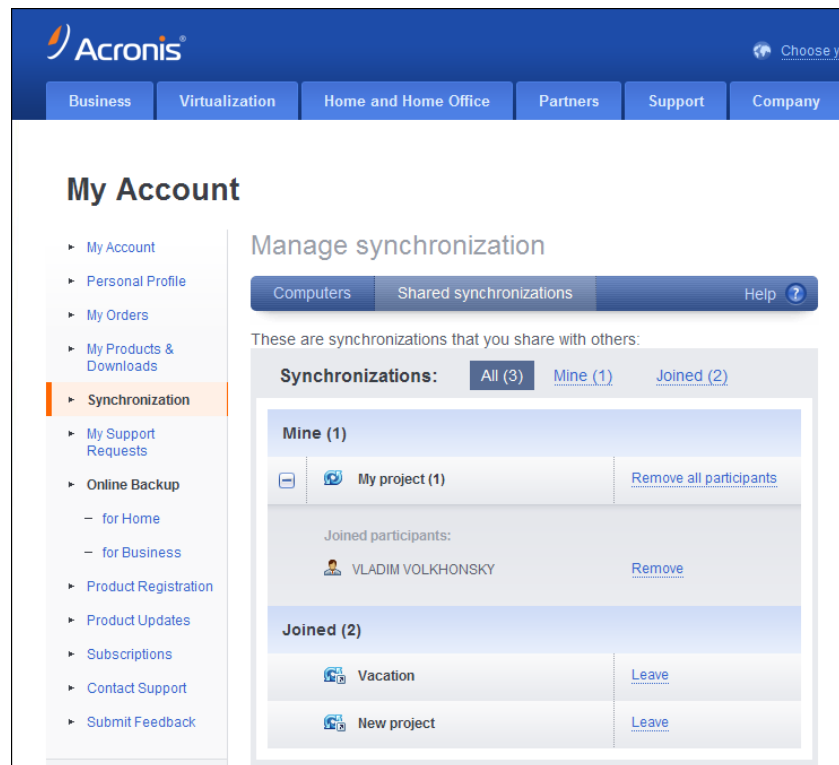 Acronis®
Choose y
Business
Virtualization
Home and Home Office
Partners
Support
Company
My Account
My Account
Personal Profile
My Orders
My Products &
Downloads
Synchronization
My Support
Requests
Online Backup
– for Home
– for Business
Product Registration
Product Updates
Subscriptions
Contact Support
Submit Feedback
Manage synchronization
Computers
Shared synchronizations
Help ?
These are synchronizations that you share with others:
Synchronizations: All (3) Mine (1) Joined (2)
Mine (1)
My project (1) Remove all participants
Joined participants:
VLADIM VOLKHONSKY Remove
Joined (2)
Vacation Leave
New project Leave